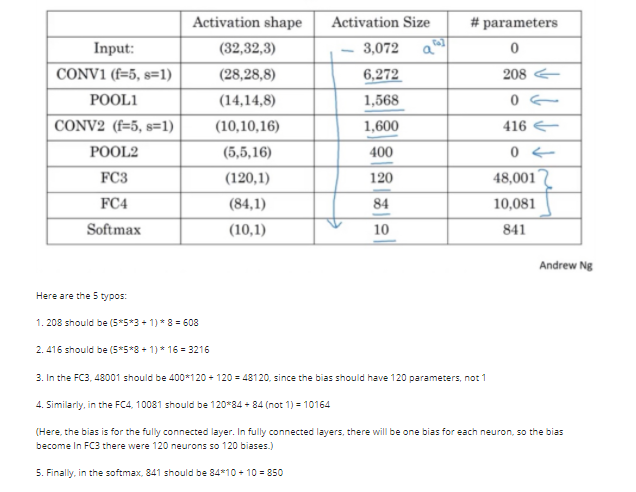 Activation shape Activation Size # parameters
Input: (32,32,3) 3,072 a[0] 0
CONV1 (f=5, s=1) (28,28,8) 6,272 208
POOL1 (14,14,8) 1,568 0
CONV2 (f=5, s=1) (10,10,16) 1,600 416
POOL2 (5,5,16) 400 0
FC3 (120,1) 120 48,001
FC4 (84,1) 84 10,081
Softmax (10,1) 10 841
Andrew Ng
Here are the 5 typos:
1. 208 should be (5*5*3 + 1) * 8 = 608
2. 416 should be (5*5*8 + 1) * 16 = 3216
3. In the FC3, 48001 should be 400*120 + 120 = 48120, since the bias should have 120 parameters, not 1
4. Similarly, in the FC4, 10081 should be 120*84 + 84 (not 1) = 10164
(Here, the bias is for the fully connected layer. In fully connected layers, there will be one bias for each neuron, so the bias
become In FC3 there were 120 neurons so 120 biases.)
5. Finally, in the softmax, 841 should be 84*10 + 10 = 850